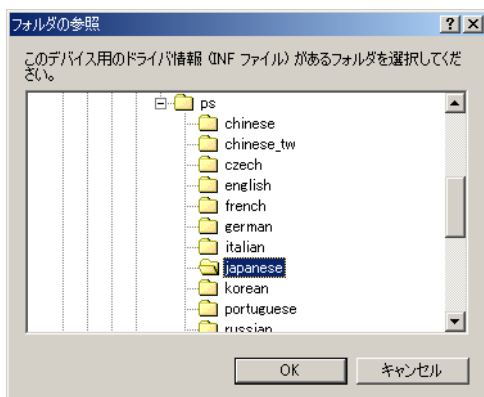 フォルダの参照
このデバイス用のドライバ情報 (INF ファイル) があるフォルダを選択してくだ
さい。
ps
chinese
chinese_tw
czech
english
french
german
italian
japanese
korean
portuguese
russian
OK
キャンセル